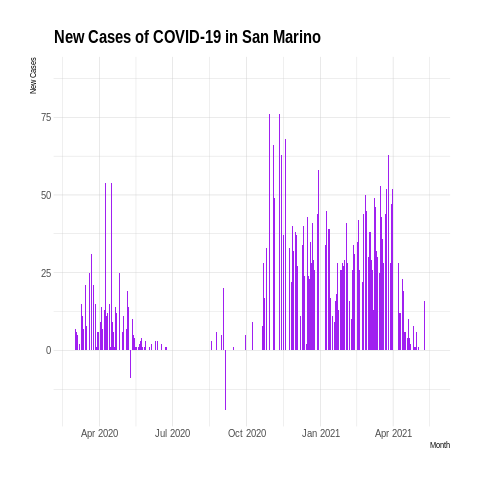 New Cases of COVID-19 in San Marino
New Cases
75
50
25
0
Apr 2020 Jul 2020 Oct 2020 Jan 2021 Apr 2021
Month